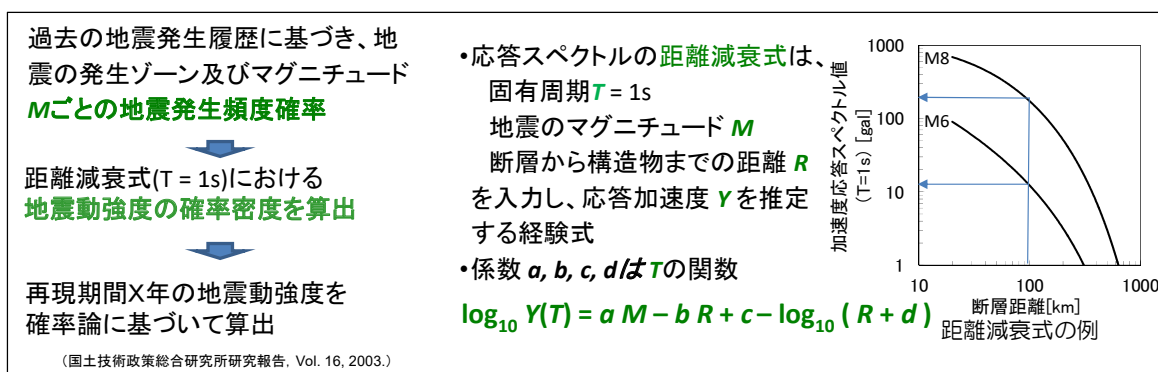 過去の地震発生履歴に基づき、地
震の発生ゾーン及びマグニチュード
Mごとの地震発生頻度確率
距離減衰式(T = 1s)における
地震動強度の確率密度を算出
再現期間X年の地震動強度を
確率論に基づいて算出
（国土技術政策総合研究所研究報告, Vol. 16, 2003.）
•応答スペクトルの距離減衰式は、
固有周期T = 1s
地震のマグニチュード M
断層から構造物までの距離 R
を入力し、応答加速度 Y を推定
する経験式
•係数 a, b, c, dは Tの関数
log₁₀ Y(T) = a M – b R + c – log₁₀ ( R + d )
加速度応答スペクトル値
(T=1s) [gal]
1000
100
10
1
M8
M6
10
100
1000
断層距離[km]
距離減衰式の例